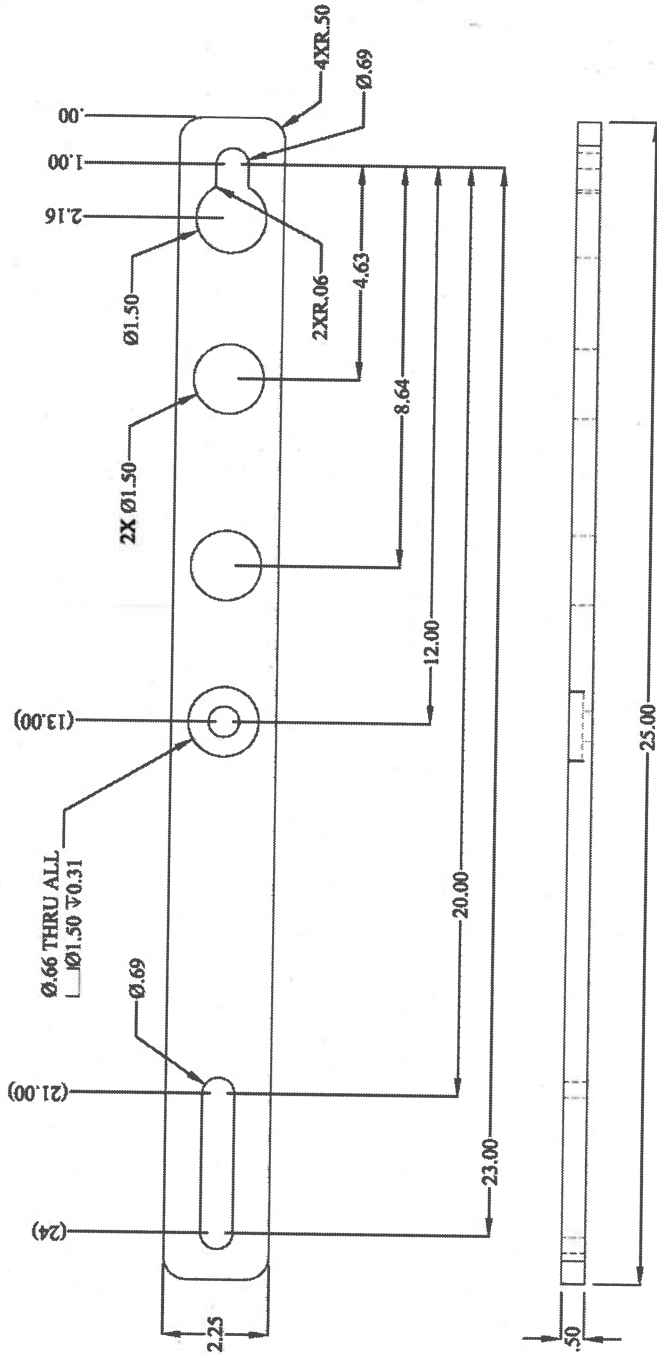 .00
1.00
2.16
4XR.50
Ø.69
Ø1.50
2XR.06
2X Ø1.50
4.63
8.64
(13.00)
12.00
Ø.66 THRU ALL
⌴Ø1.50 ↧0.31
Ø.69
(21.00)
20.00
(24)
23.00
2.25
25.00
.50